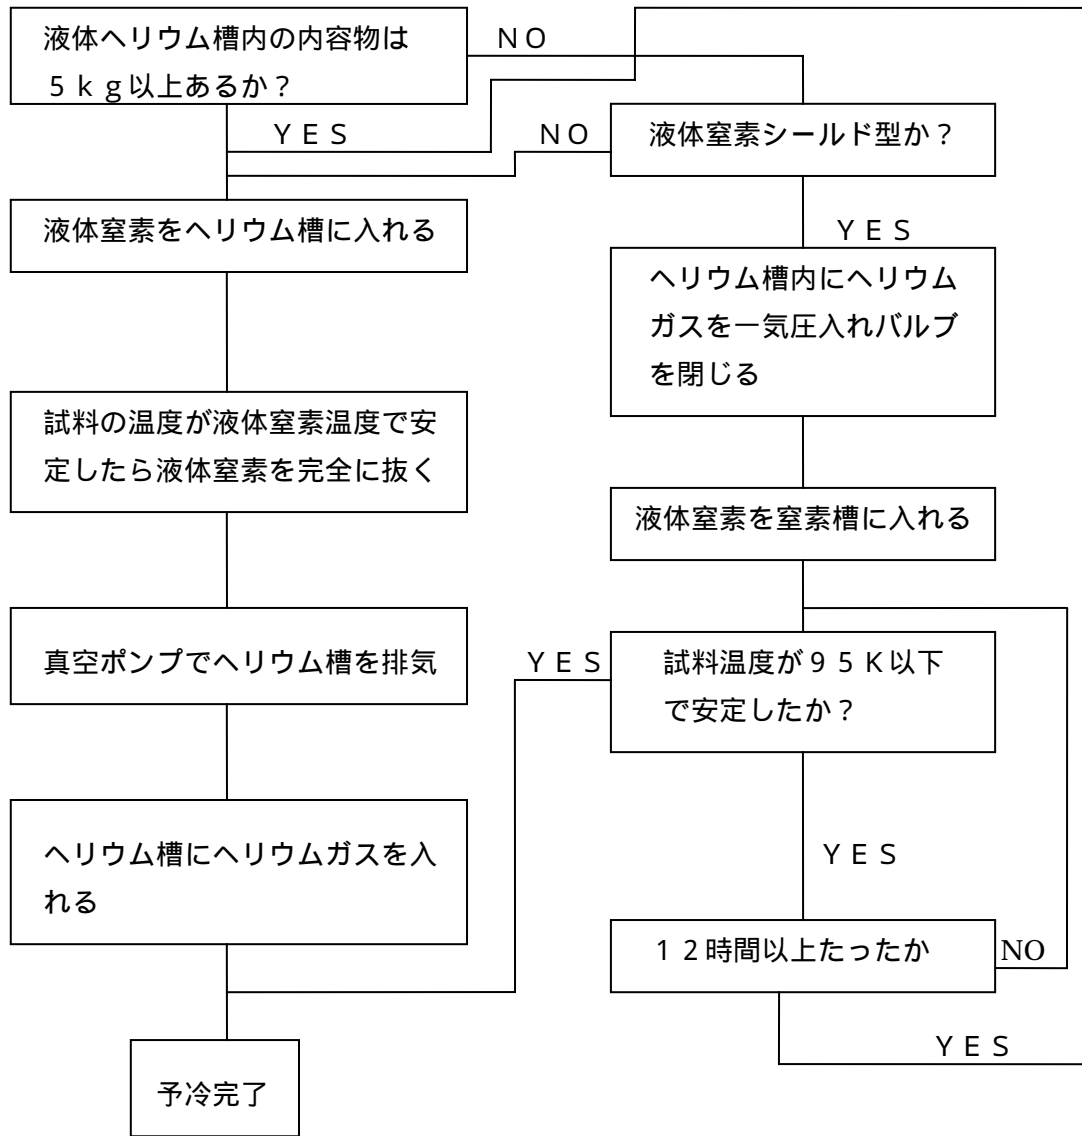 液体ヘリウム槽内の内容物は
５ｋｇ以上あるか？
ＮＯ
ＹＥＳ
ＮＯ
液体窒素シールド型か？
液体窒素をヘリウム槽に入れる
ＹＥＳ
ヘリウム槽内にヘリウム
ガスを一気圧入れバルブ
を閉じる
試料の温度が液体窒素温度で安
定したら液体窒素を完全に抜く
液体窒素を窒素槽に入れる
真空ポンプでヘリウム槽を排気
ＹＥＳ
試料温度が９５Ｋ以下
で安定したか？
ヘリウム槽にヘリウムガスを入
れる
ＹＥＳ
１２時間以上たったか
NO
ＹＥＳ
予冷完了